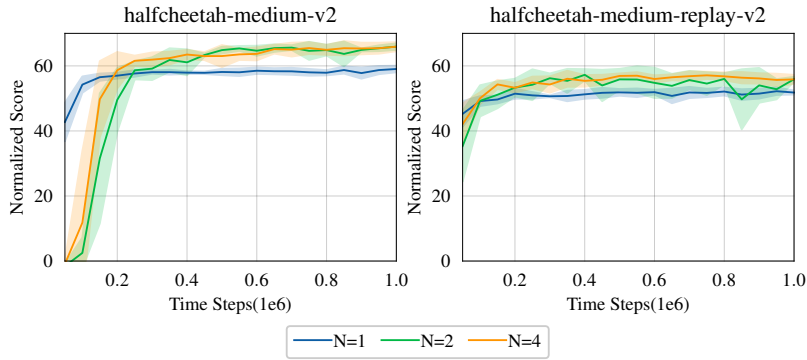 halfcheetah-medium-v2
Normalized Score
60
40
20
0
0.2 0.4 0.6 0.8 1.0
Time Steps(1e6)
halfcheetah-medium-replay-v2
Normalized Score
60
40
20
0
0.2 0.4 0.6 0.8 1.0
Time Steps(1e6)
N=1 N=2 N=4